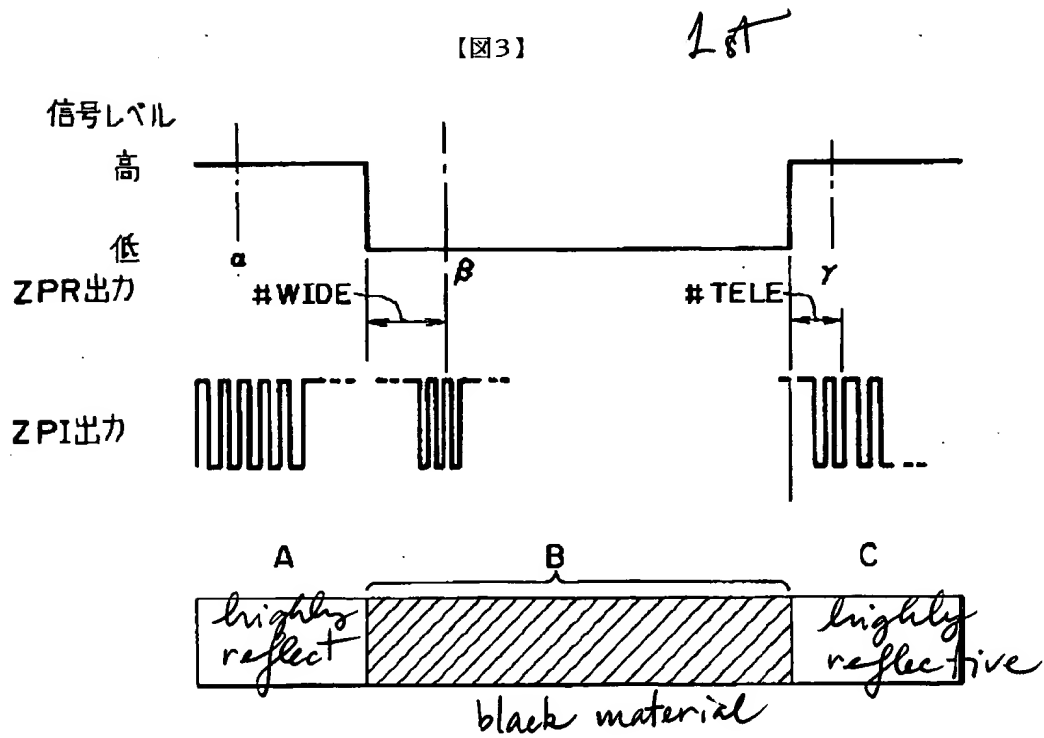 【図3】 1st
信号レベル
高
低
α β γ
ZPR出力
#WIDE #TELE
ZPI出力
A B C
highly highly
reflect reflective
black material